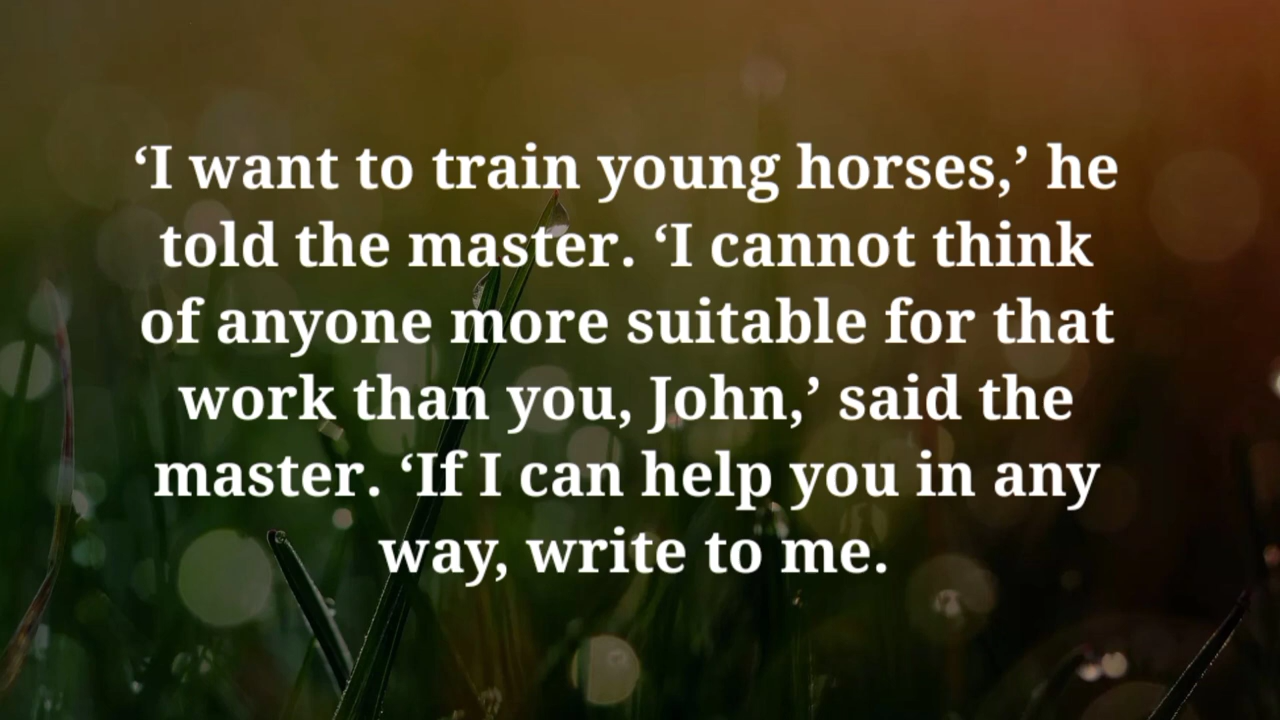 ‘I want to train young horses,’ he
told the master. ‘I cannot think
of anyone more suitable for that
work than you, John,’ said the
master. ‘If I can help you in any
way, write to me.